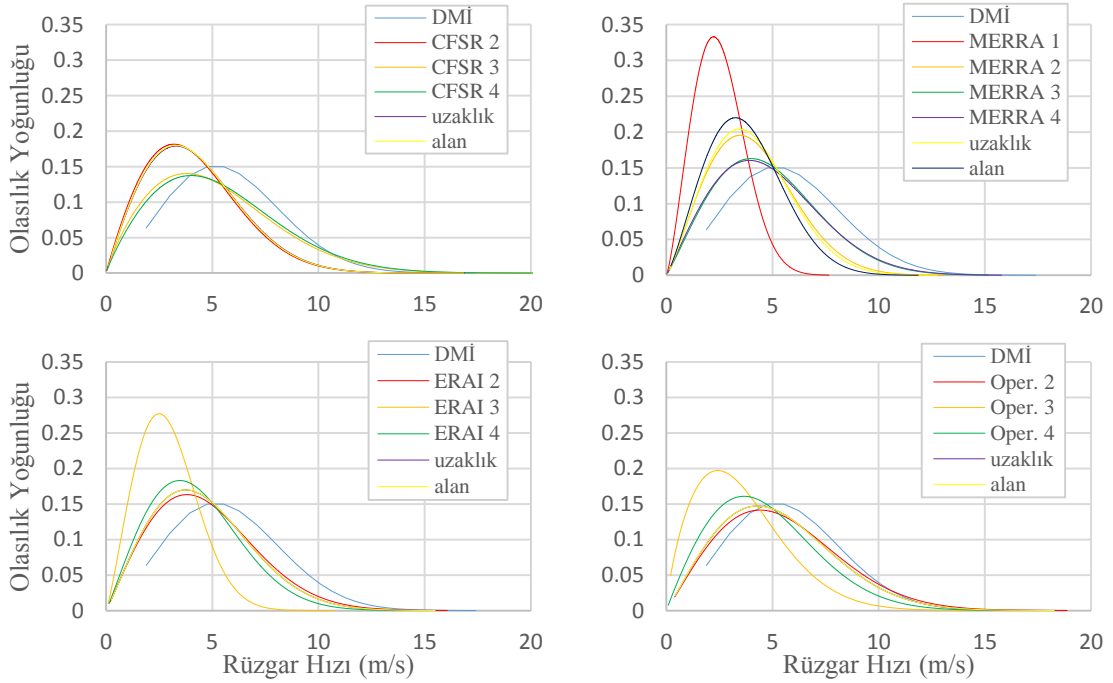 Olasılık Yoğunluğu
0.35
0.3
0.25
0.2
0.15
0.1
0.05
0
0 5 10 15 20
DMİ
CFSR 2
CFSR 3
CFSR 4
uzaklık
alan
0.35
0.3
0.25
0.2
0.15
0.1
0.05
0
0 5 10 15 20
DMİ
MERRA 1
MERRA 2
MERRA 3
MERRA 4
uzaklık
alan
Olasılık Yoğunluğu
0.35
0.3
0.25
0.2
0.15
0.1
0.05
0
0 5 10 15 20
Rüzgar Hızı (m/s)
DMİ
ERAI 2
ERAI 3
ERAI 4
uzaklık
alan
0.35
0.3
0.25
0.2
0.15
0.1
0.05
0
0 5 10 15 20
Rüzgar Hızı (m/s)
DMİ
Oper. 2
Oper. 3
Oper. 4
uzaklık
alan